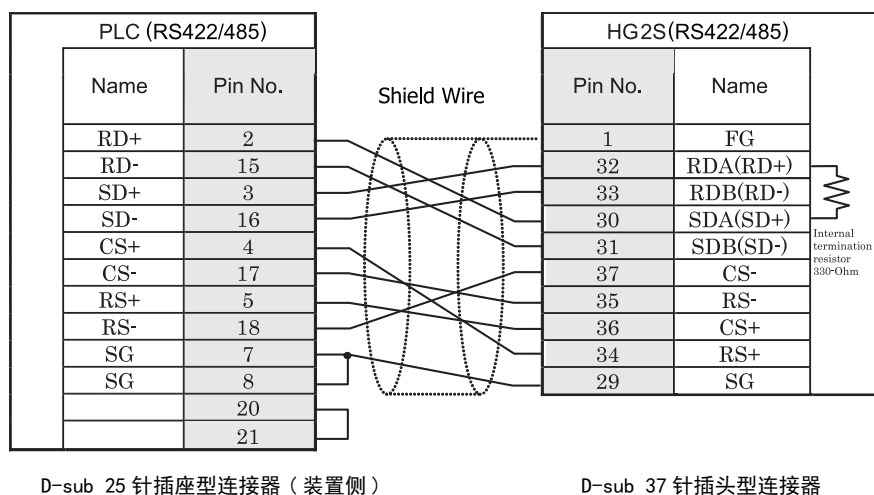 PLC (RS422/485) HG2S(RS422/485)
Name Pin No. Shield Wire Pin No. Name
RD+ 2 1 FG
RD- 15 32 RDA(RD+)
SD+ 3 33 RDB(RD-)
SD- 16 30 SDA(SD+)
CS+ 4 31 SDB(SD-)
CS- 17 37 CS-
RS+ 5 35 RS-
RS- 18 36 CS+
SG 7 34 RS+
SG 8 29 SG
20
21
Internal
termination
resistor
330-Ohm
D-sub 25 针插座型连接器 ( 装置侧 ) D-sub 37 针插头型连接器